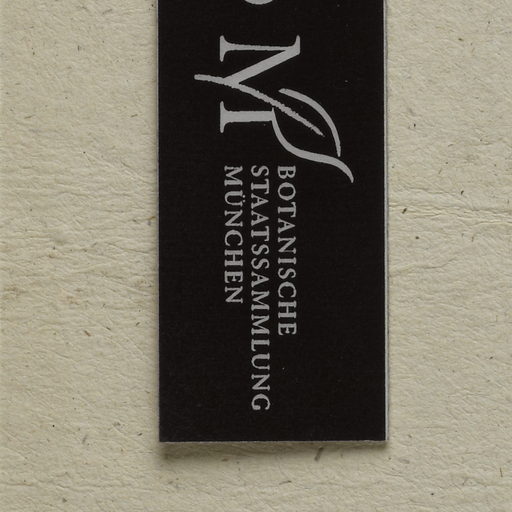 M
BOTANISCHE
STAATSSAMMLUNG
MÜNCHEN